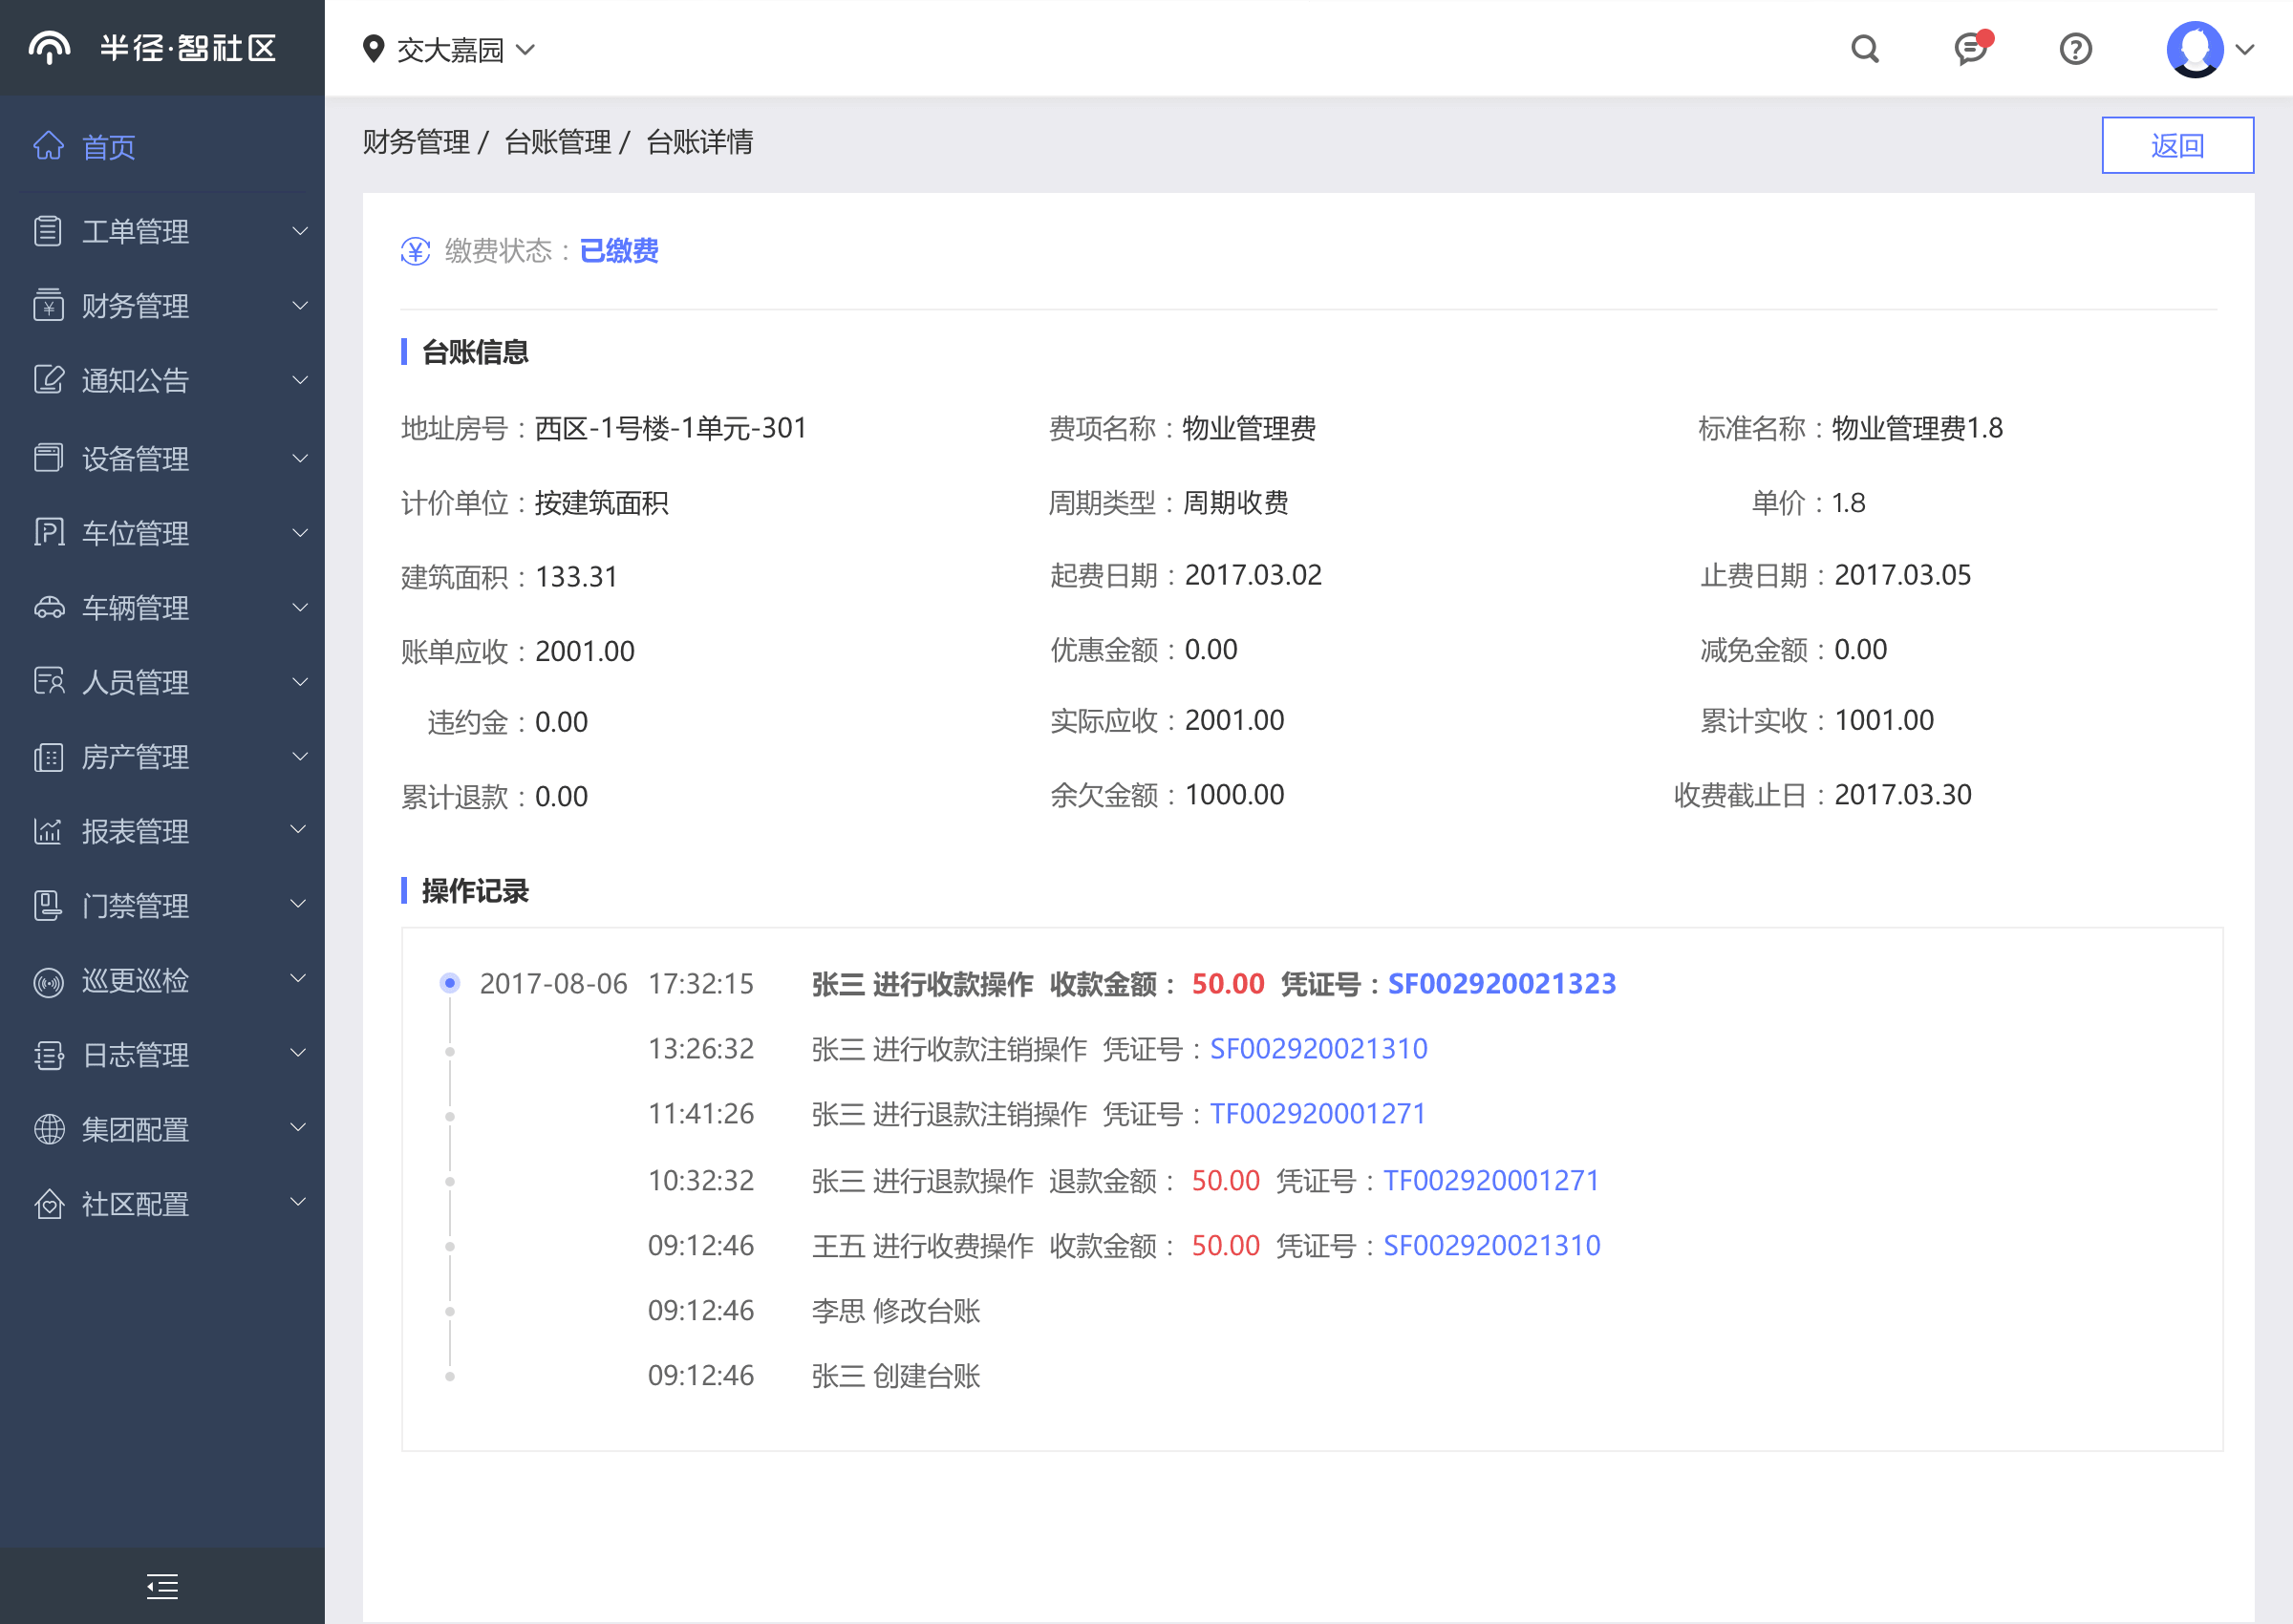 半径·智社区
交大嘉园
首页
工单管理
财务管理
通知公告
设备管理
车位管理
车辆管理
人员管理
房产管理
报表管理
门禁管理
巡更巡检
日志管理
集团配置
社区配置
财务管理 / 台账管理 / 台账详情
返回
缴费状态：已缴费
台账信息
地址房号：西区-1号楼-1单元-301 费项名称：物业管理费 标准名称：物业管理费1.8
计价单位：按建筑面积 周期类型：周期收费 单价：1.8
建筑面积：133.31 起费日期：2017.03.02 止费日期：2017.03.05
账单应收：2001.00 优惠金额：0.00 减免金额：0.00
违约金：0.00 实际应收：2001.00 累计实收：1001.00
累计退款：0.00 余欠金额：1000.00 收费截止日：2017.03.30
操作记录
2017-08-06 17:32:15 张三 进行收款操作 收款金额：50.00 凭证号：SF002920021323
13:26:32 张三 进行收款注销操作 凭证号：SF002920021310
11:41:26 张三 进行退款注销操作 凭证号：TF002920001271
10:32:32 张三 进行退款操作 退款金额：50.00 凭证号：TF002920001271
09:12:46 王五 进行收费操作 收款金额：50.00 凭证号：SF002920021310
09:12:46 李思 修改台账
09:12:46 张三 创建台账